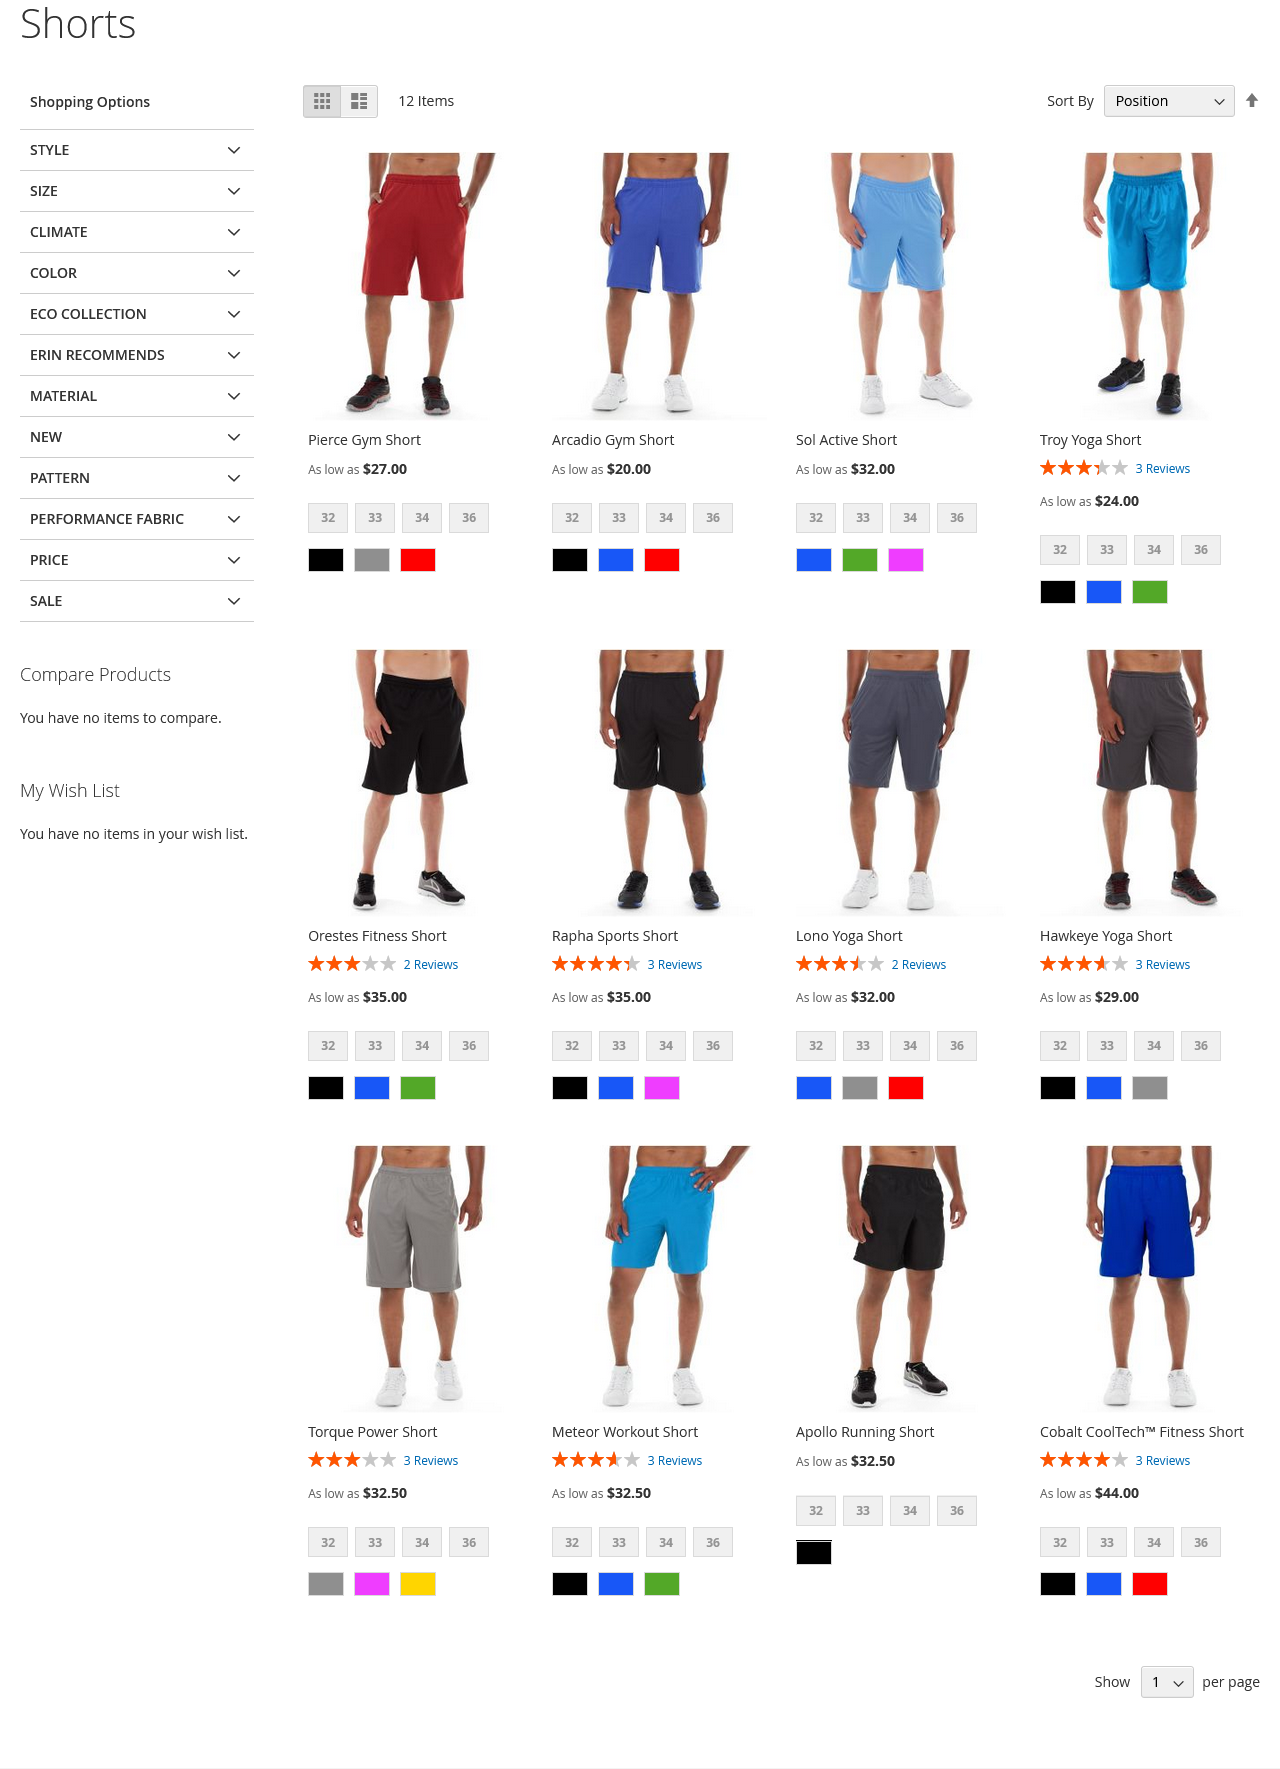 Shorts
Shopping Options
STYLE
SIZE
CLIMATE
COLOR
ECO COLLECTION
ERIN RECOMMENDS
MATERIAL
NEW
PATTERN
PERFORMANCE FABRIC
PRICE
SALE
Compare Products
You have no items to compare.
My Wish List
You have no items in your wish list.
12 Items
Sort By Position
Pierce Gym Short
As low as $27.00
32 33 34 36
Arcadio Gym Short
As low as $20.00
32 33 34 36
Sol Active Short
As low as $32.00
32 33 34 36
Troy Yoga Short
3 Reviews
As low as $24.00
32 33 34 36
Orestes Fitness Short
2 Reviews
As low as $35.00
32 33 34 36
Rapha Sports Short
3 Reviews
As low as $35.00
32 33 34 36
Lono Yoga Short
2 Reviews
As low as $32.00
32 33 34 36
Hawkeye Yoga Short
3 Reviews
As low as $29.00
32 33 34 36
Torque Power Short
3 Reviews
As low as $32.50
32 33 34 36
Meteor Workout Short
3 Reviews
As low as $32.50
32 33 34 36
Apollo Running Short
As low as $32.50
32 33 34 36
Cobalt CoolTech™ Fitness Short
3 Reviews
As low as $44.00
32 33 34 36
Show 1 per page